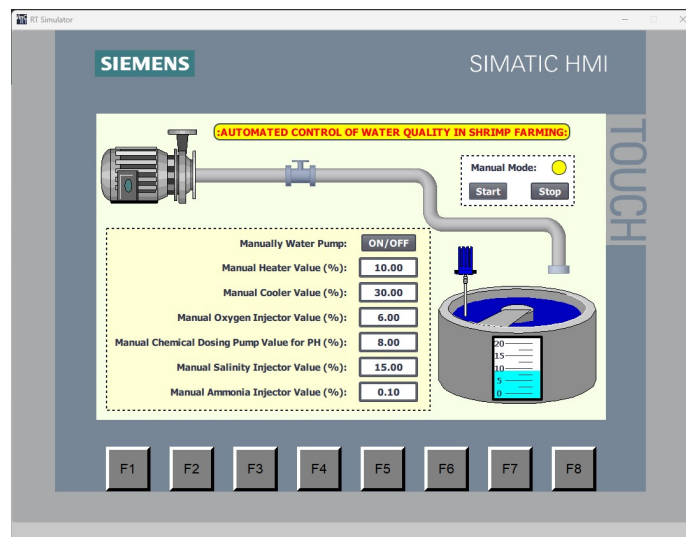 RT Simulator
SIEMENS
SIMATIC HMI
TOUCH
:AUTOMATED CONTROL OF WATER QUALITY IN SHRIMP FARMING:
Manual Mode:
Start Stop
Manually Water Pump: ON/OFF
Manual Heater Value (%): 10.00
Manual Cooler Value (%): 30.00
Manual Oxygen Injector Value (%): 6.00
Manual Chemical Dosing Pump Value for PH (%): 8.00
Manual Salinity Injector Value (%): 15.00
Manual Ammonia Injector Value (%): 0.10
20
15
10
5
0
F1 F2 F3 F4 F5 F6 F7 F8